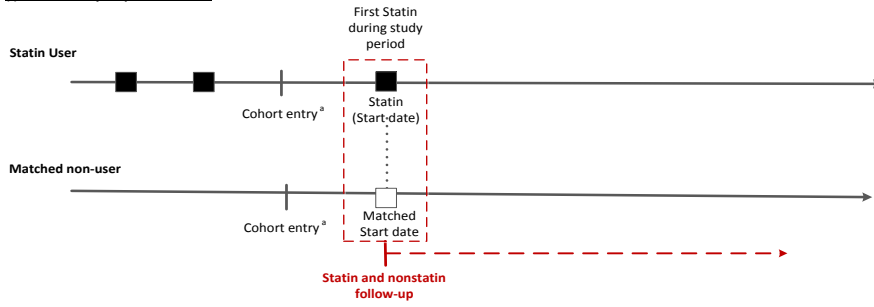 First Statin
during study
period
Statin User
Statin
(Start date)
Cohort entry a
Matched non-user
Matched
Start date
Cohort entry a
Statin and nonstatin
follow-up